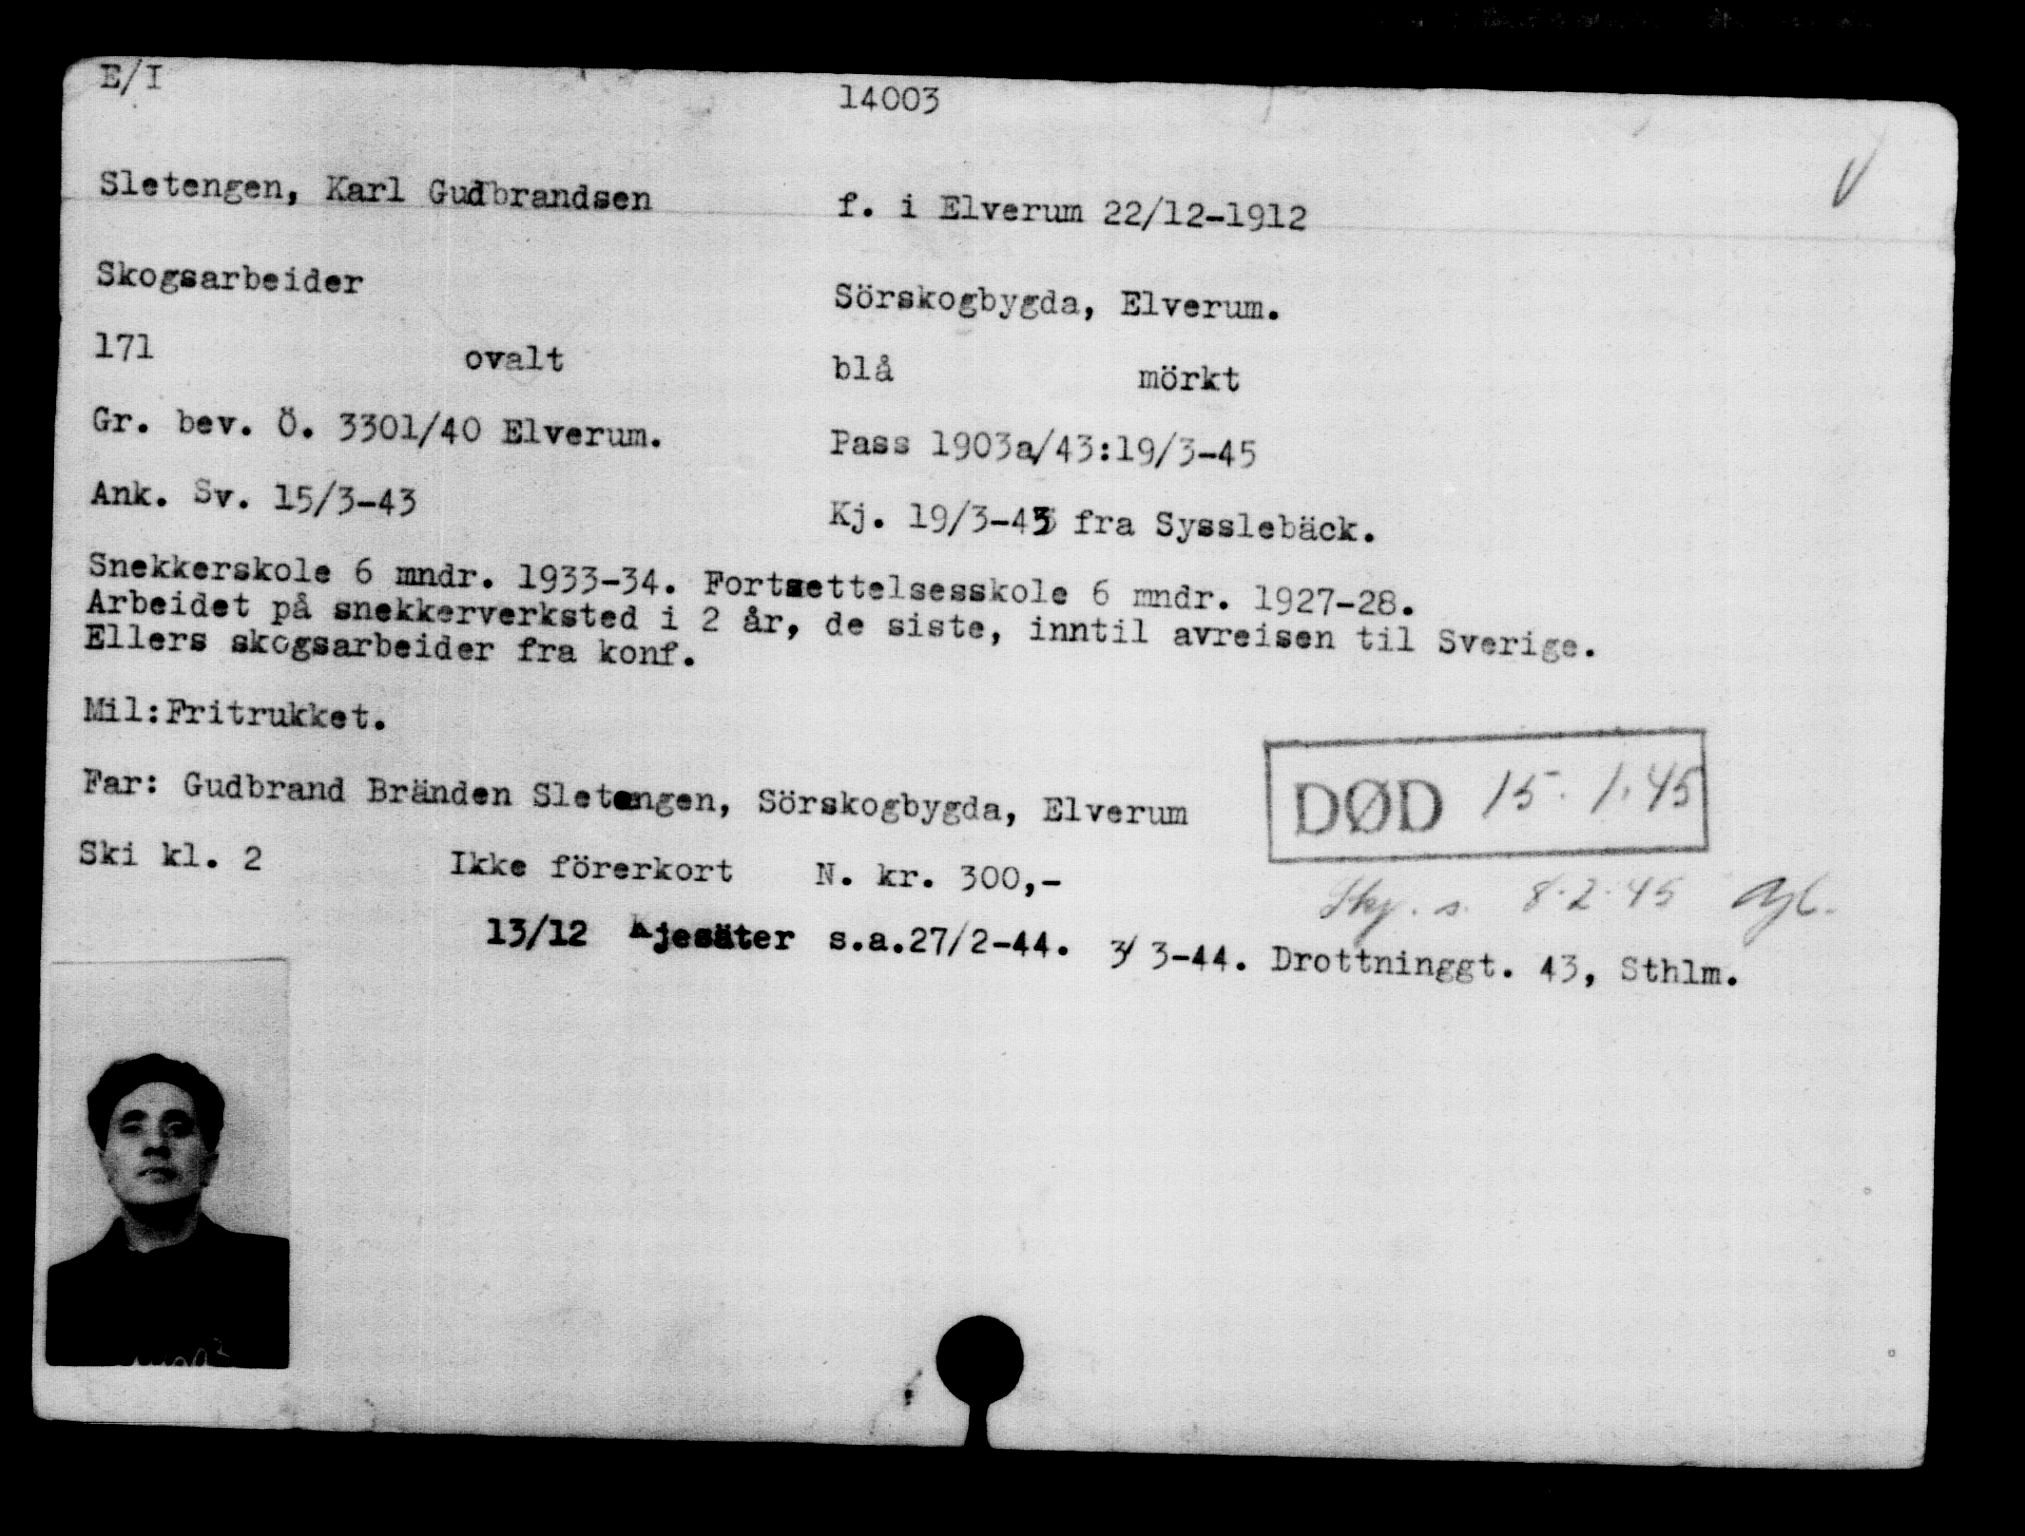 E/I 14003
Sletengen, Karl Gudbrandsen f. i Elverum 22/12-1912
Skogsarbeider Sörskogbygda, Elverum.
171 ovalt blå mörkt
Gr. bev. Ö. 3301/40 Elverum. Pass 1903a/43:19/3-45
Ank. Sv. 15/3-43 Kj. 19/3-43 fra Sysslebäck.
Snekkerskole 6 mndr. 1933-34. Fortsettelsesskole 6 mndr. 1927-28.
Arbeidet på snekkerverksted i 2 år, de siste, inntil avreisen til Sverige.
Ellers skogsarbeider fra konf.
Mil:Fritrukket.
Far: Gudbrand Bränden Sletengen, Sörskogbygda, Elverum
DØD 15.1.45
Ski kl. 2 Ikke förerkort N. kr. 300,-
8.2.45
13/12 Kjesäter s.a.27/2-44. 3/3-44. Drottninggt. 43, Sthlm.